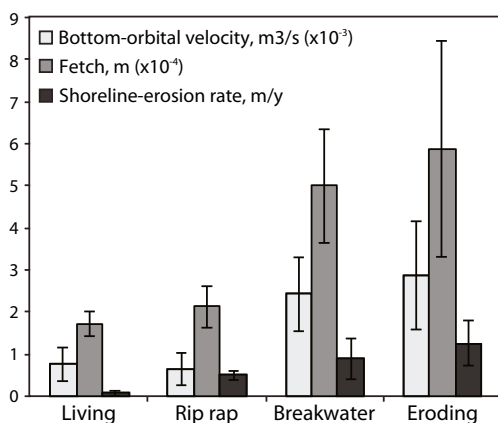 9
8
7
6
5
4
3
2
1
0
Bottom-orbital velocity, m3/s (x10⁻³)
Fetch, m (x10⁻⁴)
Shoreline-erosion rate, m/y
Living Rip rap Breakwater Eroding